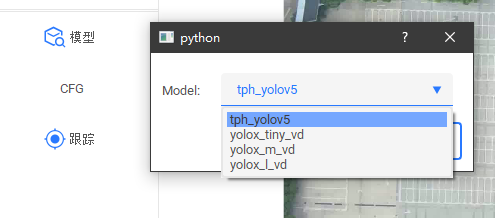 模型
CFG
跟踪
python
?
Model:
tph_yolov5
tph_yolov5
yolox_tiny_vd
yolox_m_vd
yolox_l_vd